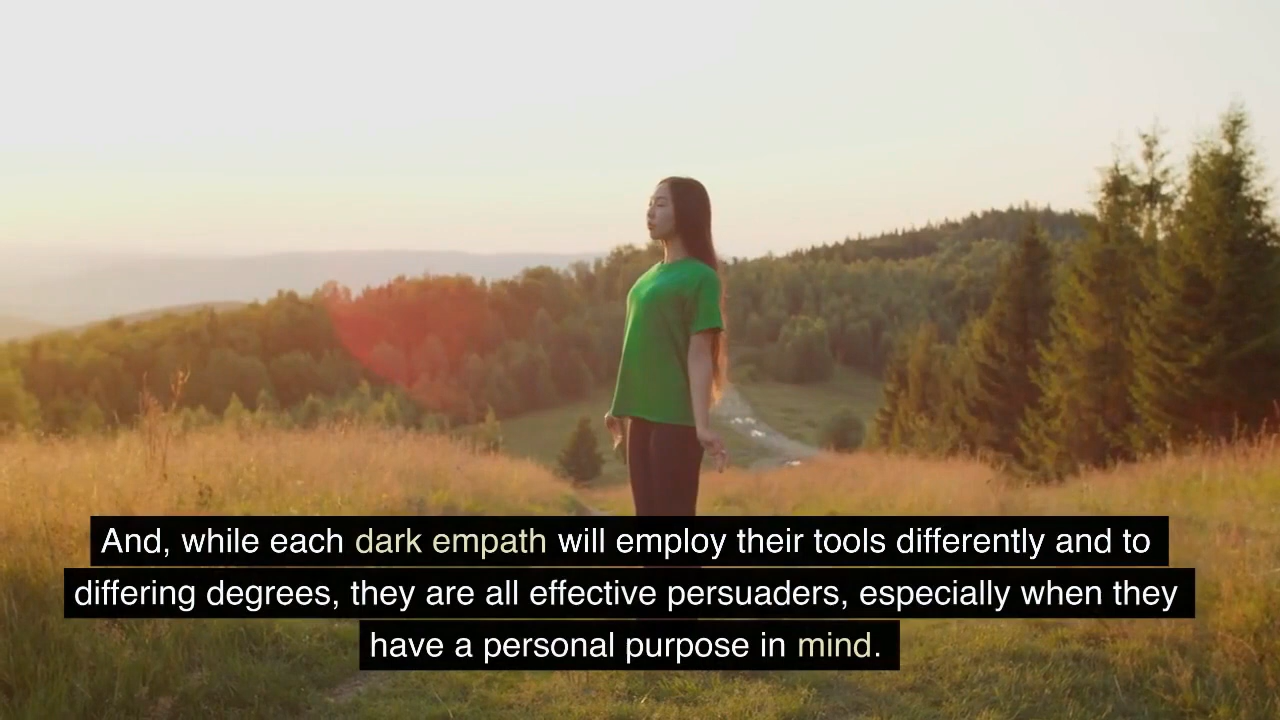 And, while each dark empath will employ their tools differently and to
differing degrees, they are all effective persuaders, especially when they
have a personal purpose in mind.